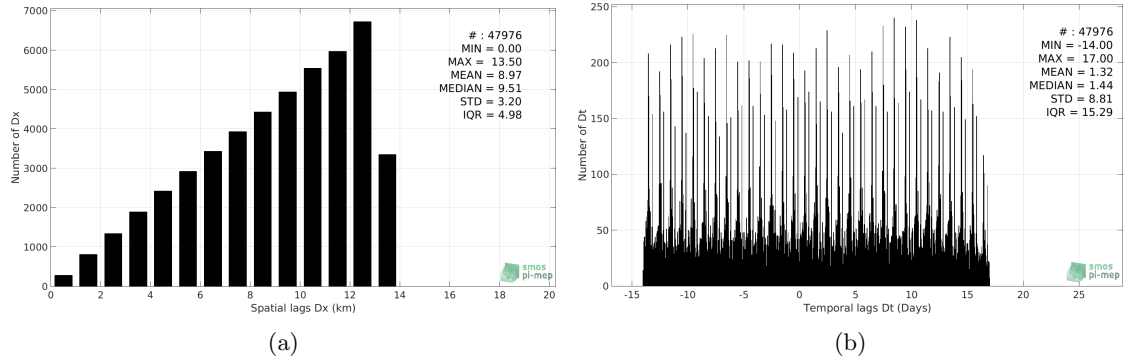 7000
6000
5000
4000
3000
2000
1000
0
Number of Dx
# : 47976
MIN = 0.00
MAX = 13.50
MEAN = 8.97
MEDIAN = 9.51
STD = 3.20
IQR = 4.98
smos
pi-mep
0 2 4 6 8 10 12 14 16 18 20
Spatial lags Dx (km)
(a)
250
200
150
100
50
0
Number of Dt
# : 47976
MIN = -14.00
MAX = 17.00
MEAN = 1.32
MEDIAN = 1.44
STD = 8.81
IQR = 15.29
smos
pi-mep
-15 -10 -5 0 5 10 15 20 25
Temporal lags Dt (Days)
(b)